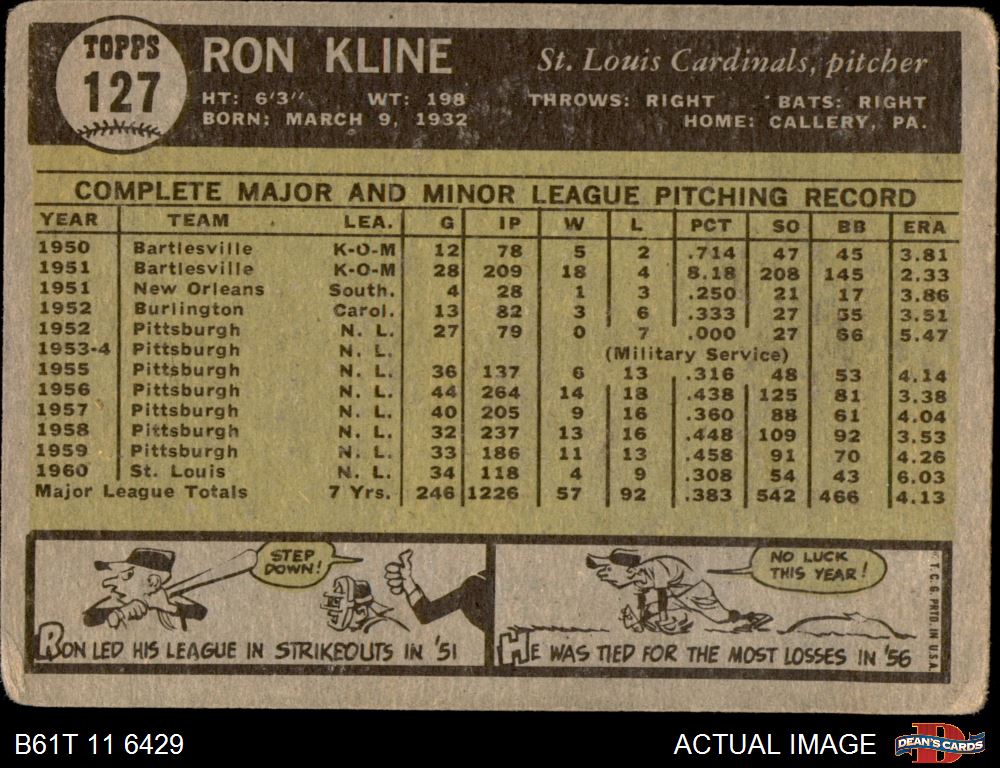 TOPPS
127
RON KLINE
St. Louis Cardinals, pitcher
HT: 6'3" WT: 198 THROWS: RIGHT BATS: RIGHT
BORN: MARCH 9, 1932 HOME: CALLERY, PA.
COMPLETE MAJOR AND MINOR LEAGUE PITCHING RECORD
YEAR TEAM LEA. G IP W L PCT SO BB ERA
1950 Bartlesville K-O-M 12 78 5 2 .714 47 45 3.81
1951 Bartlesville K-O-M 28 209 18 4 8.18 208 145 2.33
1951 New Orleans South. 4 28 1 3 .250 21 17 3.86
1952 Burlington Carol. 13 82 3 6 .333 27 35 3.51
1952 Pittsburgh N. L. 27 79 0 7 .000 27 66 5.47
1953-4 Pittsburgh N. L. (Military Service)
1955 Pittsburgh N. L. 36 137 6 13 .316 48 53 4.14
1956 Pittsburgh N. L. 44 264 14 18 .438 125 81 3.38
1957 Pittsburgh N. L. 40 205 9 16 .360 88 61 4.04
1958 Pittsburgh N. L. 32 237 13 16 .448 109 92 3.53
1959 Pittsburgh N. L. 33 186 11 13 .458 91 70 4.26
1960 St. Louis N. L. 34 118 4 9 .308 54 43 6.03
Major League Totals 7 Yrs. 246 1226 57 92 .383 542 466 4.13
STEP
DOWN!
RON LED HIS LEAGUE IN STRIKEOUTS IN '51
NO LUCK
THIS YEAR!
HE WAS TIED FOR THE MOST LOSSES IN '56
T. C. G. PRTD. IN U.S.A.
B61T 11 6429
ACTUAL IMAGE
D
DEAN'S CARDS